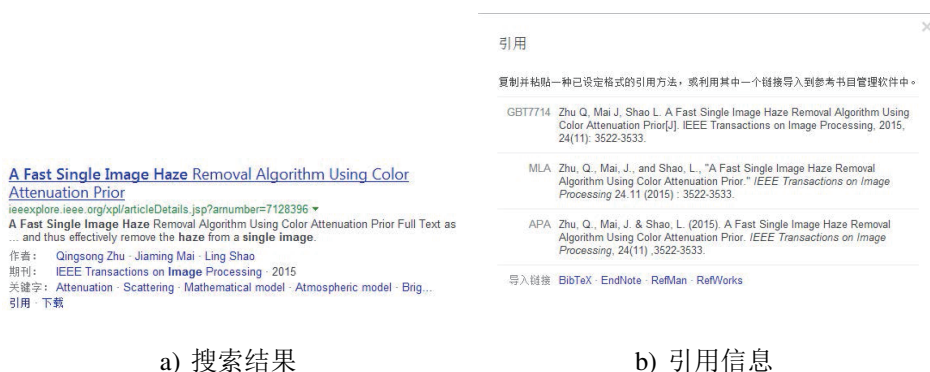 A Fast Single Image Haze Removal Algorithm Using Color
Attenuation Prior
ieeexplore.ieee.org/xpl/articleDetails.jsp?arnumber=7128396
A Fast Single Image Haze Removal Algorithm Using Color Attenuation Prior Full Text as
... and thus effectively remove the haze from a single image.
作者： Qingsong Zhu · Jiaming Mai · Ling Shao
期刊： IEEE Transactions on Image Processing · 2015
关键字： Attenuation · Scattering · Mathematical model · Atmospheric model · Brig...
引用 · 下载
a) 搜索结果
引用
复制并粘贴一种已设定格式的引用方法，或利用其中一个链接导入到参考书目管理软件中。
GBT7714 Zhu Q, Mai J, Shao L. A Fast Single Image Haze Removal Algorithm Using
Color Attenuation Prior[J]. IEEE Transactions on Image Processing, 2015,
24(11): 3522-3533.
MLA Zhu, Q., Mai, J., and Shao, L., "A Fast Single Image Haze Removal
Algorithm Using Color Attenuation Prior." IEEE Transactions on Image
Processing 24.11 (2015) : 3522-3533.
APA Zhu, Q., Mai, J. & Shao, L. (2015). A Fast Single Image Haze Removal
Algorithm Using Color Attenuation Prior. IEEE Transactions on Image
Processing, 24(11) ,3522-3533.
导入链接 BibTeX · EndNote · RefMan · RefWorks
b) 引用信息